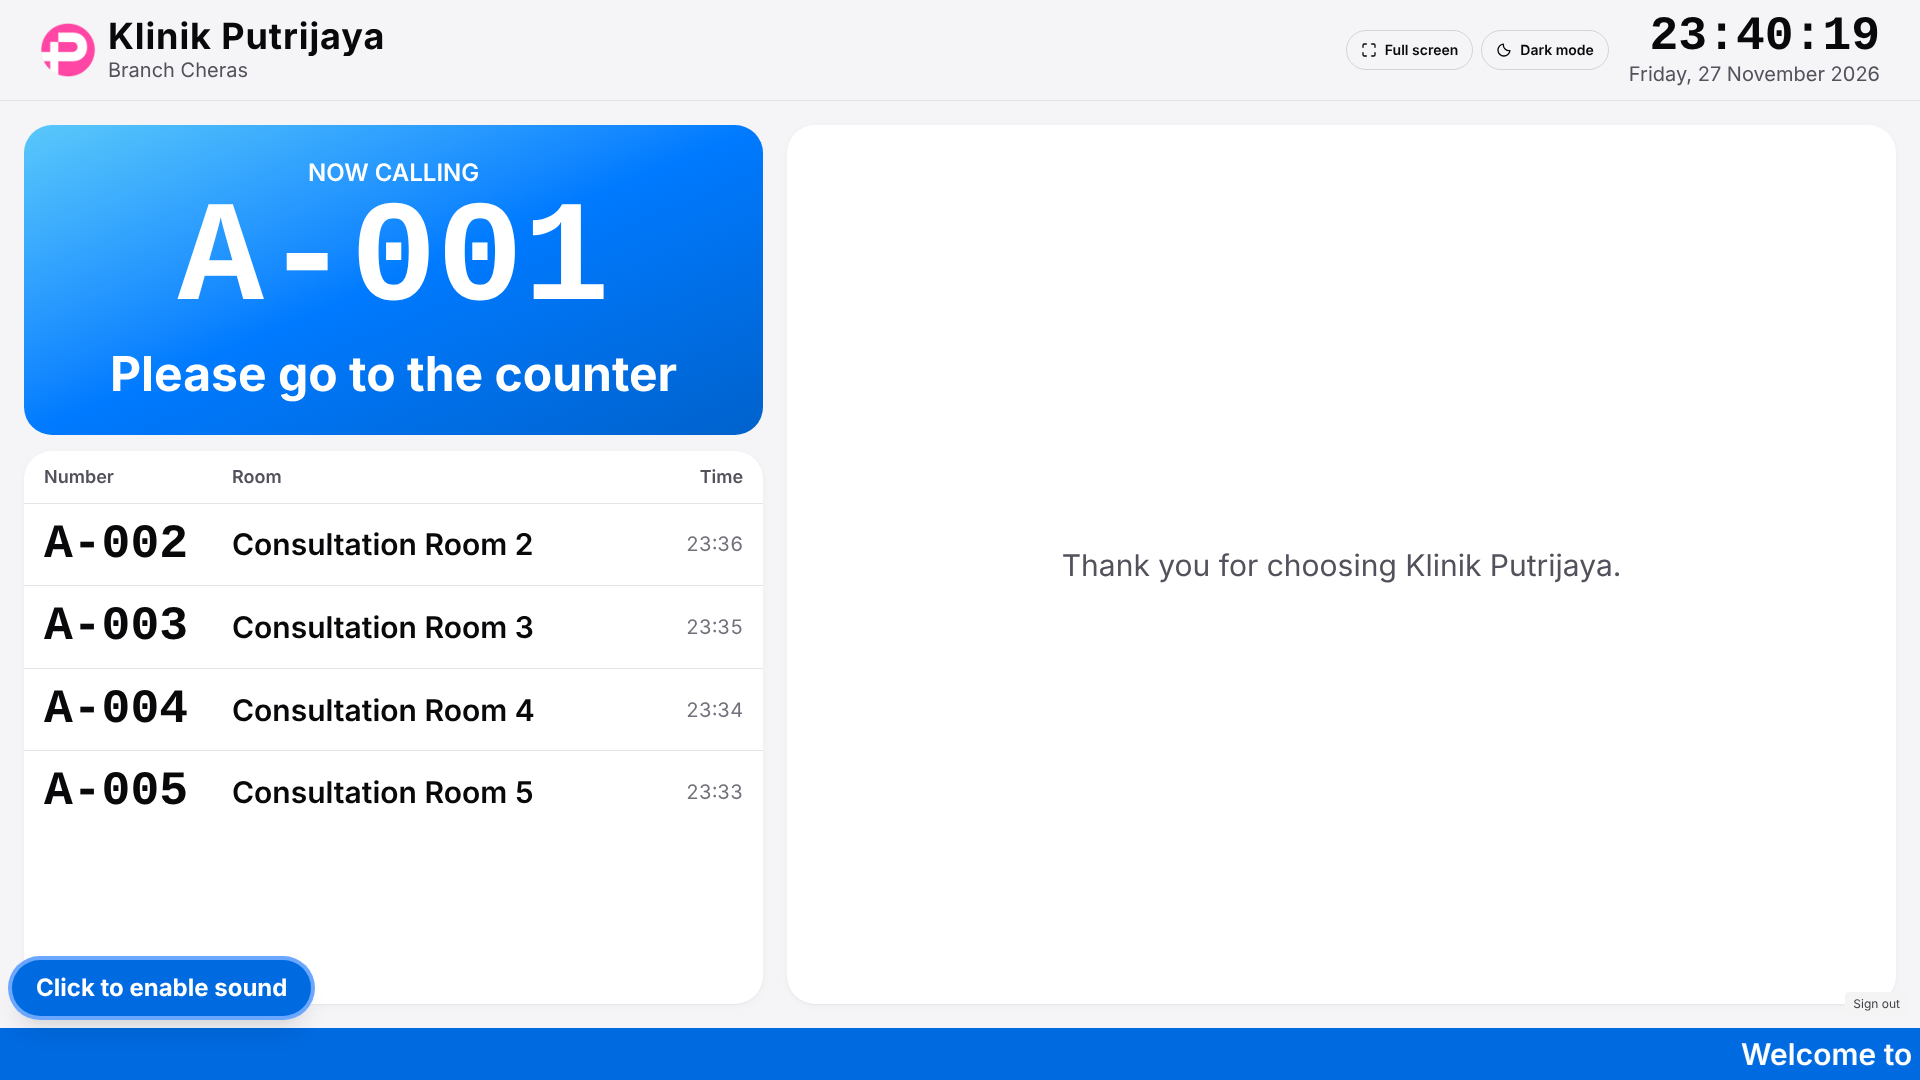 Klinik Putrijaya
Branch Cheras
Full screen
Dark mode
23:40:19
Friday, 27 November 2026
NOW CALLING
A-001
Please go to the counter
Number Room Time
A-002 Consultation Room 2 23:36
A-003 Consultation Room 3 23:35
A-004 Consultation Room 4 23:34
A-005 Consultation Room 5 23:33
Thank you for choosing Klinik Putrijaya.
Click to enable sound
Sign out
Welcome to